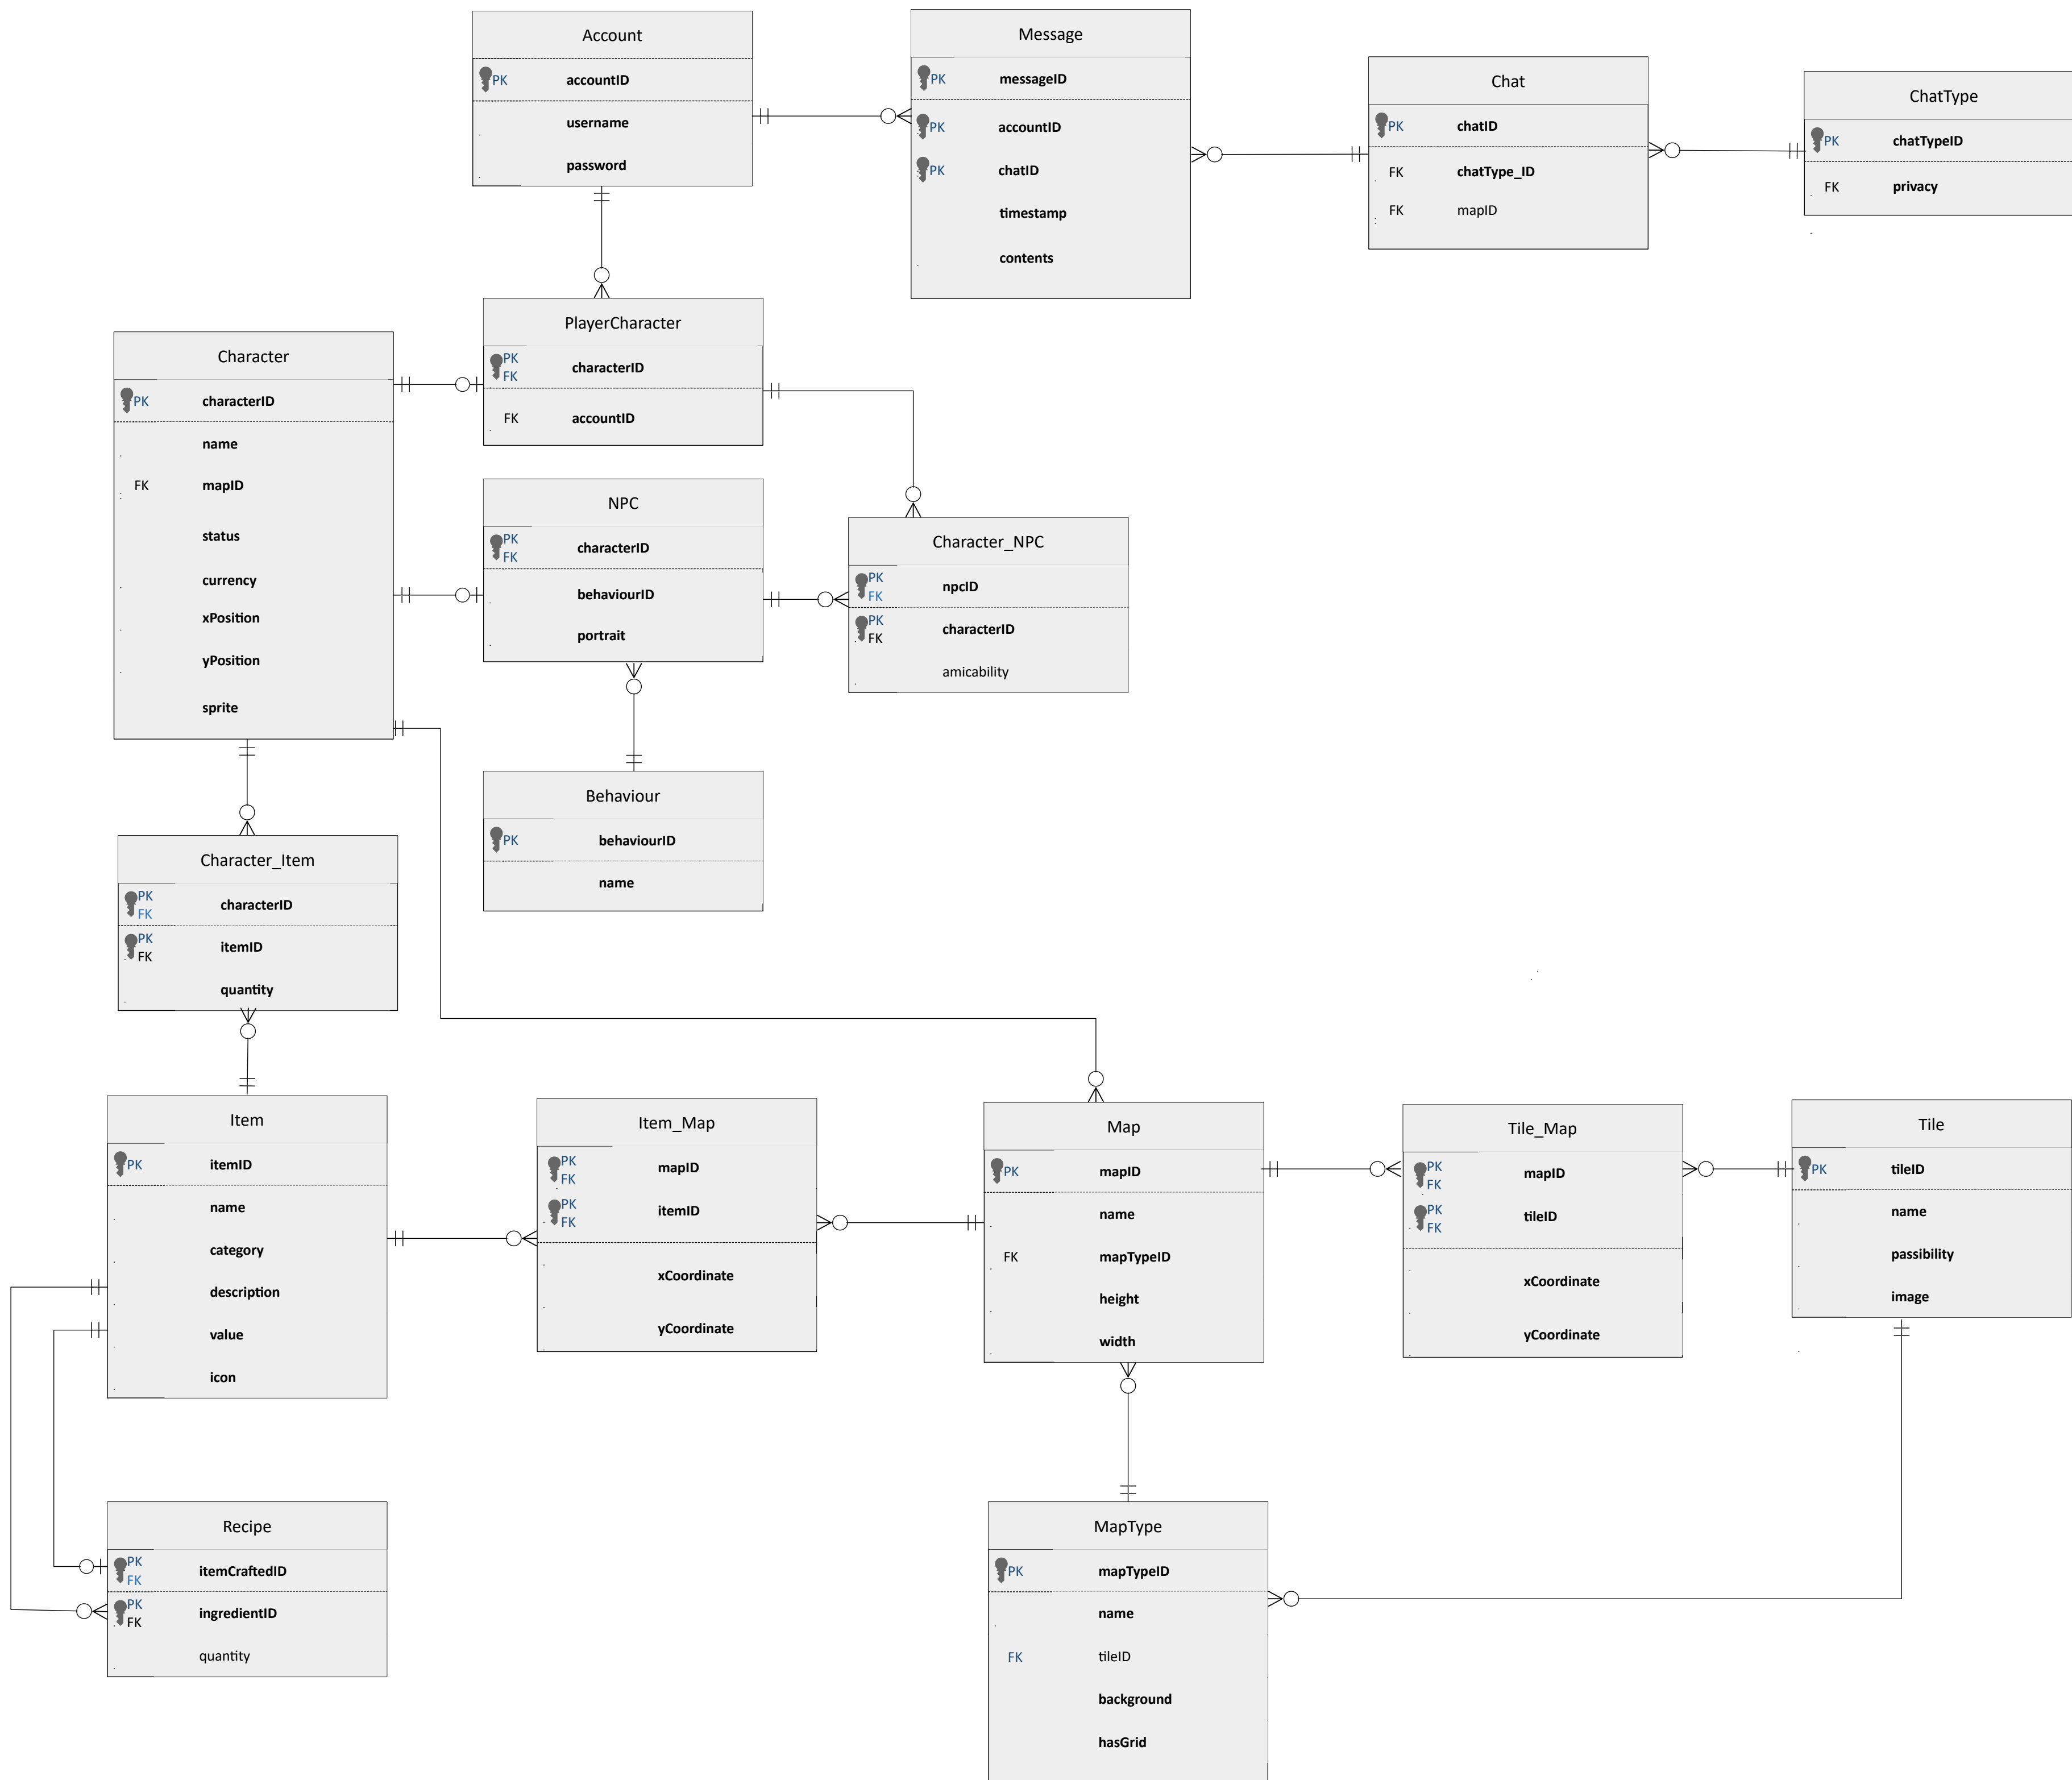 Account
PK accountID
username
password
Message
PK messageID
PK accountID
PK chatID
timestamp
contents
Chat
PK chatID
FK chatType_ID
FK mapID
ChatType
PK chatTypeID
FK privacy
Character
PK characterID
name
FK mapID
status
currency
xPosition
yPosition
sprite
PlayerCharacter
PK
FK characterID
FK accountID
NPC
PK
FK characterID
behaviourID
portrait
Character_NPC
PK
FK npcID
PK
FK characterID
amicability
Behaviour
PK behaviourID
name
Character_Item
PK
FK characterID
PK
FK itemID
quantity
Item
PK itemID
name
category
description
value
icon
Item_Map
PK
FK mapID
PK
FK itemID
xCoordinate
yCoordinate
Map
PK mapID
name
FK mapTypeID
height
width
Tile_Map
PK
FK mapID
PK
FK tileID
xCoordinate
yCoordinate
Tile
PK tileID
name
passibility
image
Recipe
PK
FK itemCraftedID
PK
FK ingredientID
quantity
MapType
PK mapTypeID
name
FK tileID
background
hasGrid